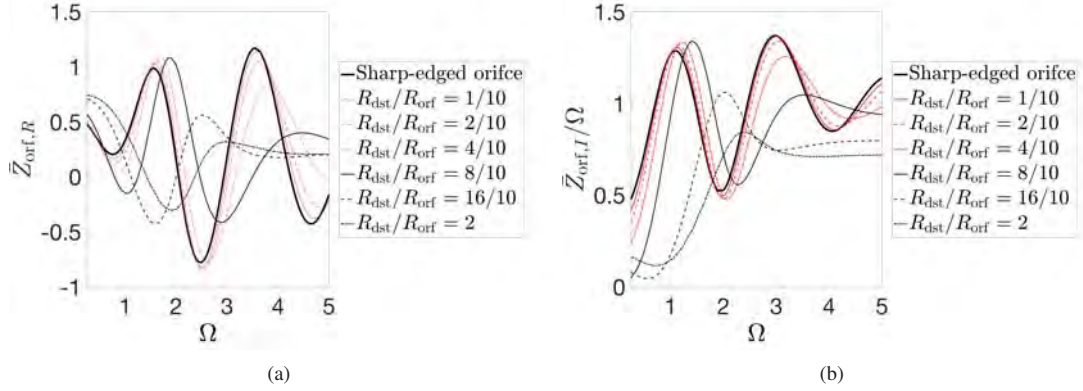 1.5
1
0.5
0
-0.5
-1
Z̄orf,R
1 2 3 4 5
Ω
Sharp-edged orifce
Rdst/Rorf = 1/10
Rdst/Rorf = 2/10
Rdst/Rorf = 4/10
Rdst/Rorf = 8/10
Rdst/Rorf = 16/10
Rdst/Rorf = 2
(a)
1.5
1
0.5
0
Z̄orf,I/Ω
1 2 3 4 5
Ω
Sharp-edged orifce
Rdst/Rorf = 1/10
Rdst/Rorf = 2/10
Rdst/Rorf = 4/10
Rdst/Rorf = 8/10
Rdst/Rorf = 16/10
Rdst/Rorf = 2
(b)